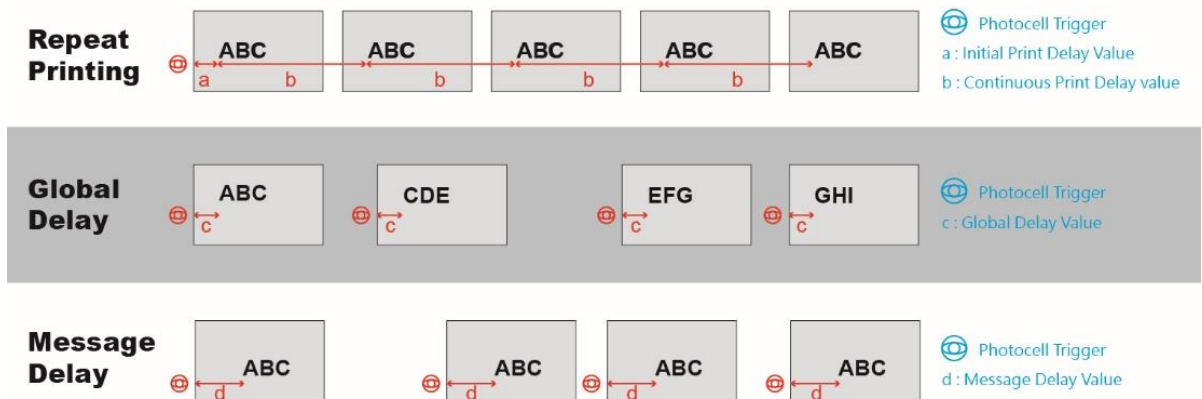 Repeat
Printing
ABC ABC ABC ABC ABC
a b b b b
Photocell Trigger
a : Initial Print Delay Value
b : Continuous Print Delay value
Global
Delay
ABC CDE EFG GHI
c c c c
Photocell Trigger
c : Global Delay Value
Message
Delay
ABC ABC ABC ABC
d d d d
Photocell Trigger
d : Message Delay Value